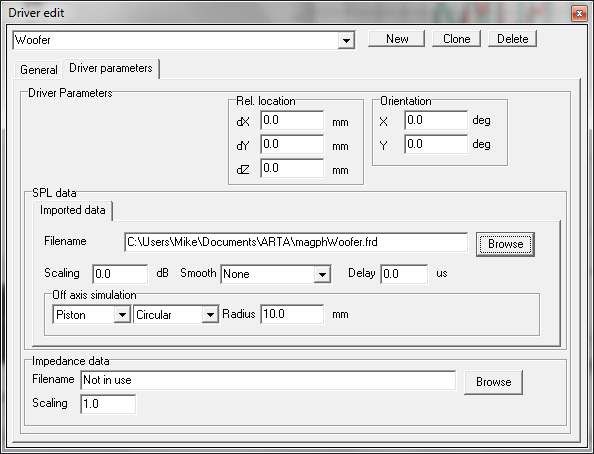 Driver edit
Woofer New Clone Delete
General Driver parameters
Driver Parameters
Rel. location Orientation
dX 0.0 mm X 0.0 deg
dY 0.0 mm Y 0.0 deg
dZ 0.0 mm
SPL data
Imported data
Filename C:\Users\Mike\Documents\ARTA\magphWoofer.frd Browse
Scaling 0.0 dB Smooth None Delay 0.0 us
Off axis simulation
Piston Circular Radius 10.0 mm
Impedance data
Filename Not in use Browse
Scaling 1.0